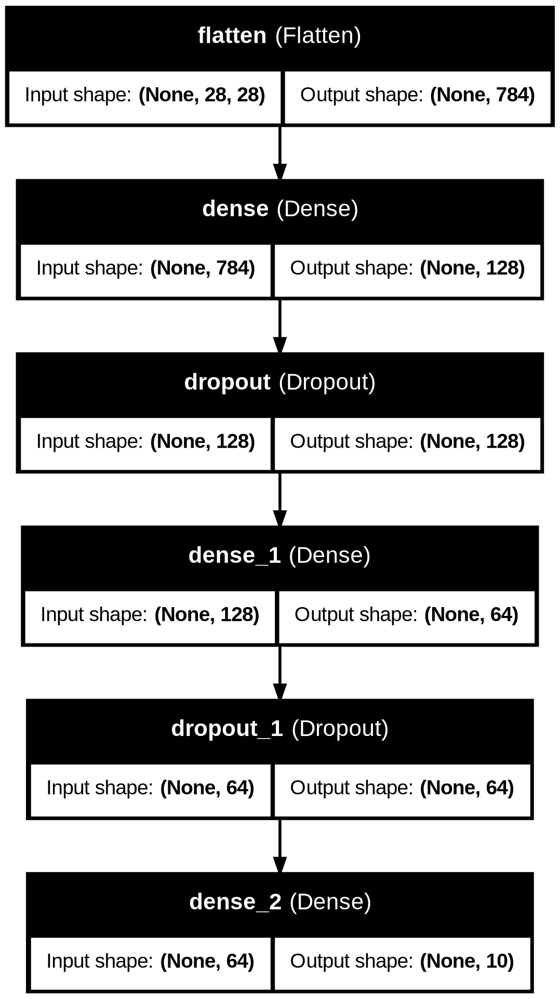 flatten (Flatten)
Input shape: (None, 28, 28) Output shape: (None, 784)
dense (Dense)
Input shape: (None, 784) Output shape: (None, 128)
dropout (Dropout)
Input shape: (None, 128) Output shape: (None, 128)
dense_1 (Dense)
Input shape: (None, 128) Output shape: (None, 64)
dropout_1 (Dropout)
Input shape: (None, 64) Output shape: (None, 64)
dense_2 (Dense)
Input shape: (None, 64) Output shape: (None, 10)